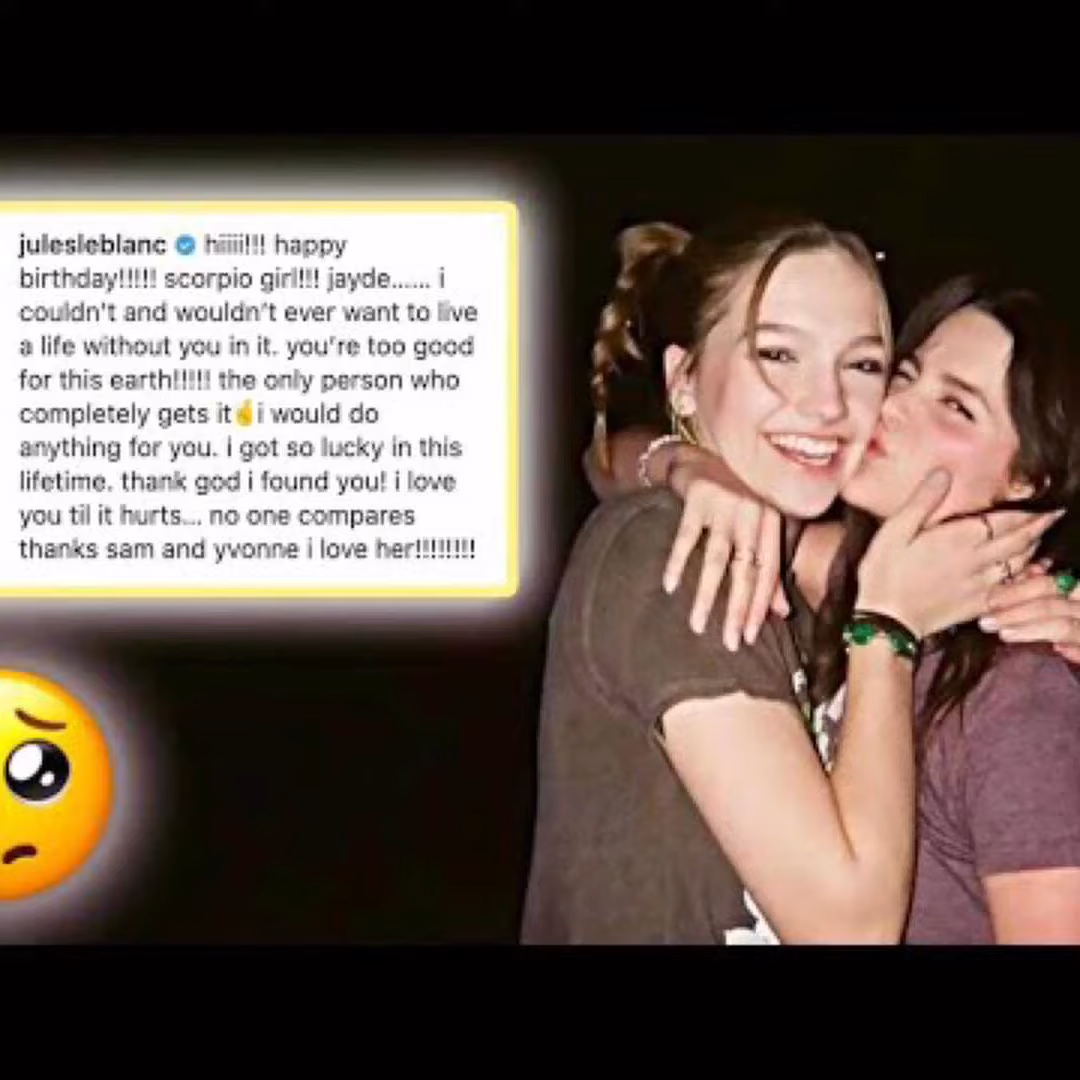 julesleblanc hiiiii!!! happy
birthday!!!!! scorpio girl!!! jayde...... i
couldn't and wouldn't ever want to live
a life without you in it. you're too good
for this earth!!!!! the only person who
completely gets it☝️i would do
anything for you. i got so lucky in this
lifetime. thank god i found you! i love
you til it hurts... no one compares
thanks sam and yvonne i love her!!!!!!!!